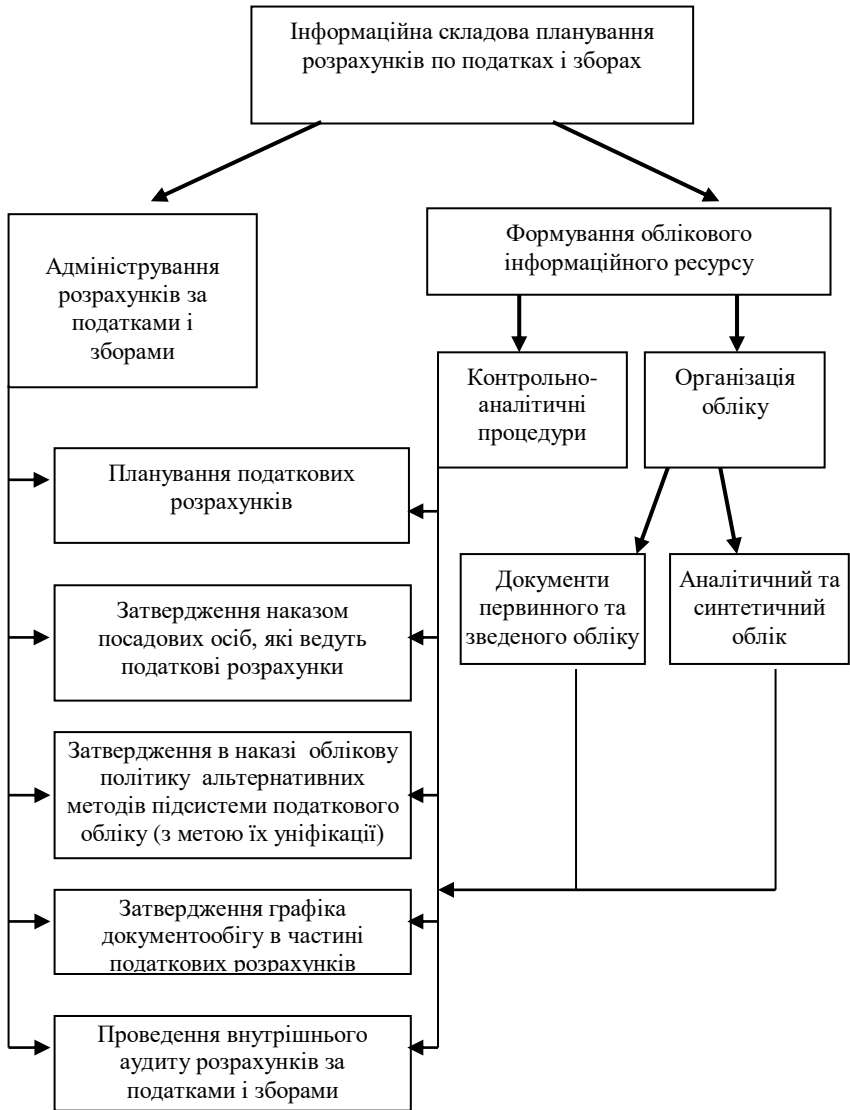 Інформаційна складова планування
розрахунків по податках і зборах
Адміністрування
розрахунків за
податками і
зборами
Формування облікового
інформаційного ресурсу
Контрольно-
аналітичні
процедури
Організація
обліку
Планування податкових
розрахунків
Документи
первинного та
зведеного обліку
Аналітичний та
синтетичний
облік
Затвердження наказом
посадових осіб, які ведуть
податкові розрахунки
Затвердження в наказі облікову
політику альтернативних
методів підсистеми податкового
обліку (з метою їх уніфікації)
Затвердження графіка
документообігу в частині
податкових розрахунків
Проведення внутрішнього
аудиту розрахунків за
податками і зборами